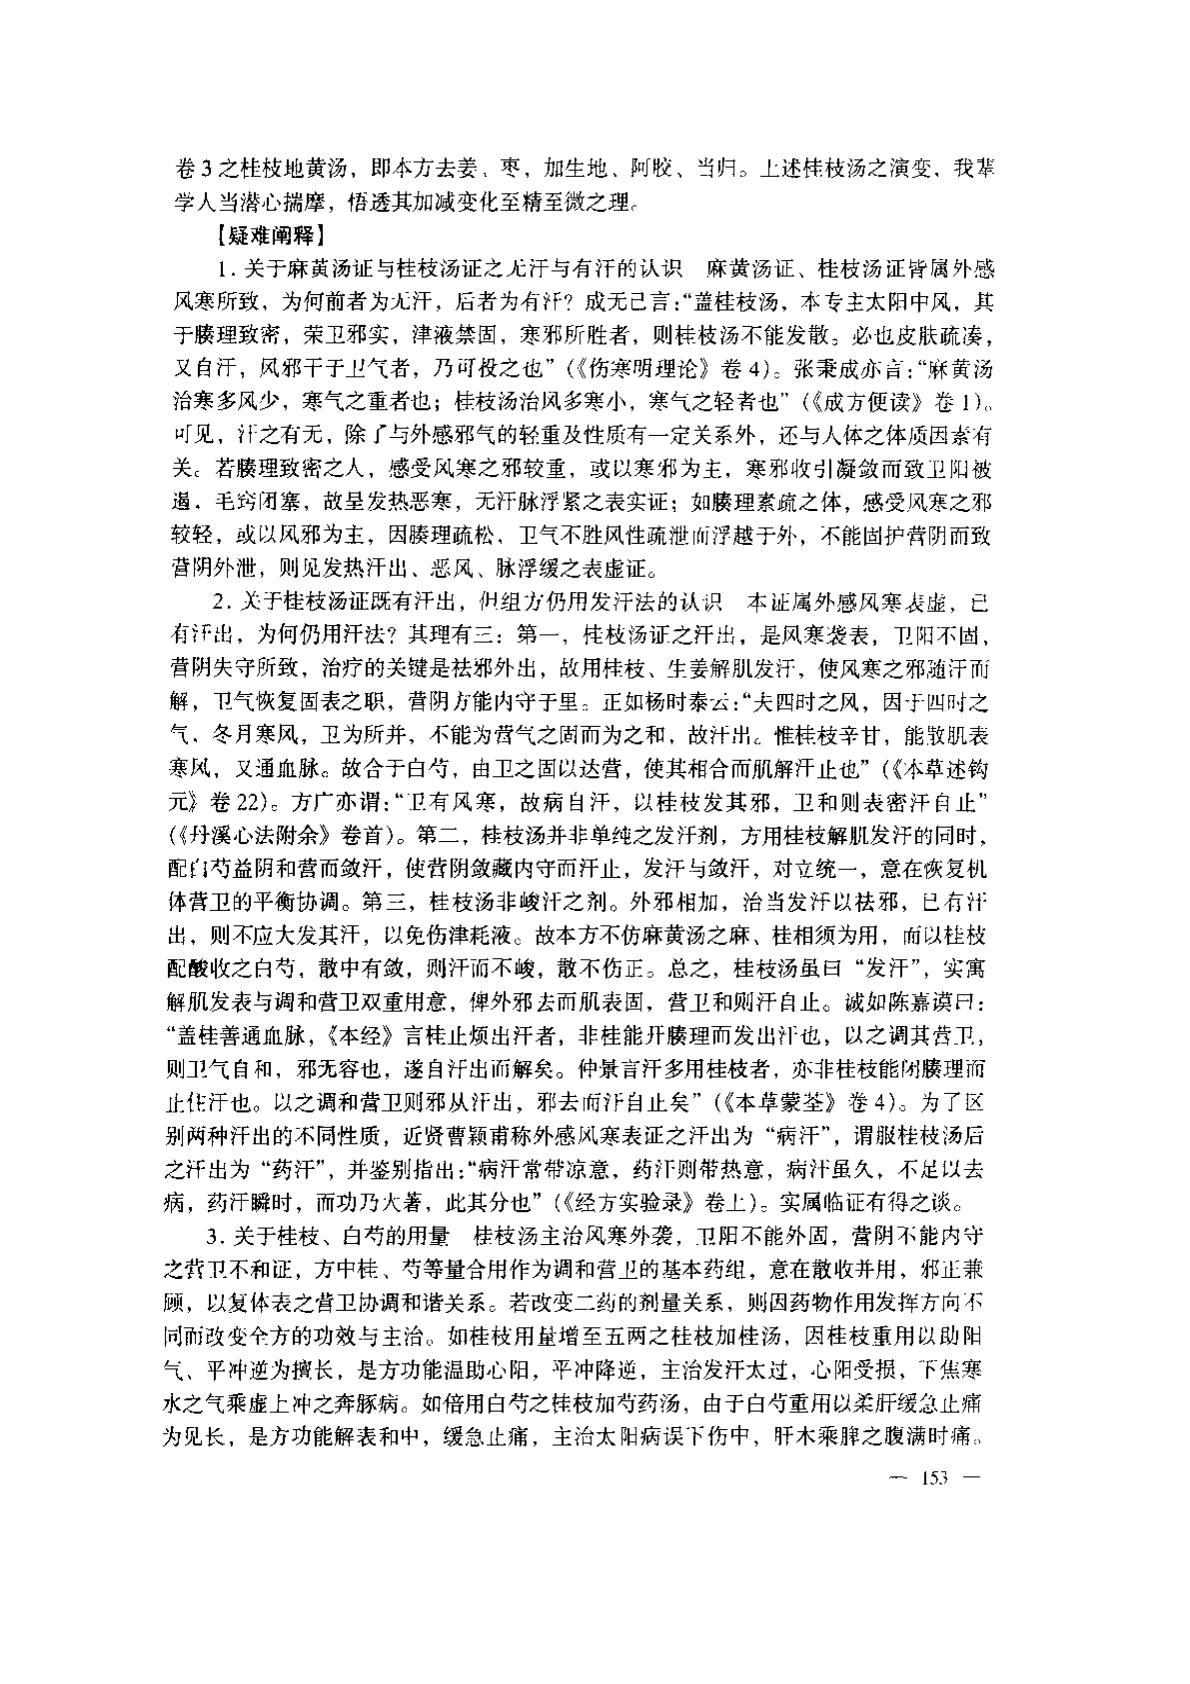 卷3之桂枝地黄汤，即本方去姜、枣，加生地、阿胶、当归。上述桂枝汤之演变，我辈
学人当潜心揣摩，悟透其加减变化至精至微之理。
【疑难阐释】
1. 关于麻黄汤证与桂枝汤证之无汗与有汗的认识　麻黄汤证、桂枝汤证皆属外感
风寒所致，为何前者为无汗，后者为有汗？成无己言：“盖桂枝汤，本专主太阳中风，其
于腠理致密，荣卫邪实，津液禁固，寒邪所胜者，则桂枝汤不能发散。必也皮肤疏凑，
又自汗，风邪干于卫气者，乃可投之也”（《伤寒明理论》卷4）。张秉成亦言：“麻黄汤
治寒多风少，寒气之重者也；桂枝汤治风多寒小，寒气之轻者也”（《成方便读》卷1）。
可见，汗之有无，除了与外感邪气的轻重及性质有一定关系外，还与人体之体质因素有
关。若腠理致密之人，感受风寒之邪较重，或以寒邪为主，寒邪收引凝敛而致卫阳被
遏，毛窍闭塞，故呈发热恶寒，无汗脉浮紧之表实证；如腠理素疏之体，感受风寒之邪
较轻，或以风邪为主，因腠理疏松，卫气不胜风性疏泄而浮越于外，不能固护营阴而致
营阴外泄，则见发热汗出、恶风、脉浮缓之表虚证。
2. 关于桂枝汤证既有汗出，但组方仍用发汗法的认识　本证属外感风寒表虚，已
有汗出，为何仍用汗法？其理有三：第一，桂枝汤证之汗出，是风寒袭表，卫阳不固，
营阴失守所致，治疗的关键是祛邪外出，故用桂枝、生姜解肌发汗，使风寒之邪随汗而
解，卫气恢复固表之职，营阴方能内守于里。正如杨时泰云：“夫四时之风，因于四时之
气，冬月寒风，卫为所并，不能为营气之固而为之和，故汗出。惟桂枝辛甘，能散肌表
寒风，又通血脉。故合于白芍，由卫之固以达营，使其相合而肌解汗止也”（《本草述钩
元》卷22）。方广亦谓：“卫有风寒，故病自汗，以桂枝发其邪，卫和则表密汗自止”
（《丹溪心法附余》卷首）。第二，桂枝汤并非单纯之发汗剂，方用桂枝解肌发汗的同时，
配白芍益阴和营而敛汗，使营阴敛藏内守而汗止，发汗与敛汗，对立统一，意在恢复机
体营卫的平衡协调。第三，桂枝汤非峻汗之剂。外邪相加，治当发汗以祛邪，已有汗
出，则不应大发其汗，以免伤津耗液。故本方不仿麻黄汤之麻、桂相须为用，而以桂枝
配酸收之白芍，散中有敛，则汗而不峻，散不伤正。总之，桂枝汤虽曰“发汗”，实寓
解肌发表与调和营卫双重用意，俾外邪去而肌表固，营卫和则汗自止。诚如陈嘉谟曰：
“盖桂善通血脉，《本经》言桂止烦出汗者，非桂能开腠理而发出汗也，以之调其营卫，
则卫气自和，邪无容也，遂自汗出而解矣。仲景言汗多用桂枝者，亦非桂枝能闭腠理而
止住汗也。以之调和营卫则邪从汗出，邪去而汗自止矣”（《本草蒙荃》卷4）。为了区
别两种汗出的不同性质，近贤曹颖甫称外感风寒表证之汗出为“病汗”，谓服桂枝汤后
之汗出为“药汗”，并鉴别指出：“病汗常带凉意，药汗则带热意，病汗虽久，不足以去
病，药汗瞬时，而功乃大著，此其分也”（《经方实验录》卷上）。实属临证有得之谈。
3. 关于桂枝、白芍的用量　桂枝汤主治风寒外袭，卫阳不能外固，营阴不能内守
之营卫不和证，方中桂、芍等量合用作为调和营卫的基本药组，意在散收并用，邪正兼
顾，以复体表之营卫协调和谐关系。若改变二药的剂量关系，则因药物作用发挥方向不
同而改变全方的功效与主治。如桂枝用量增至五两之桂枝加桂汤，因桂枝重用以助阳
气、平冲逆为擅长，是方功能温助心阳，平冲降逆，主治发汗太过，心阳受损，下焦寒
水之气乘虚上冲之奔豚病。如倍用白芍之桂枝加芍药汤，由于白芍重用以柔肝缓急止痛
为见长，是方功能解表和中，缓急止痛，主治太阳病误下伤中，肝木乘脾之腹满时痛。
— 153 —